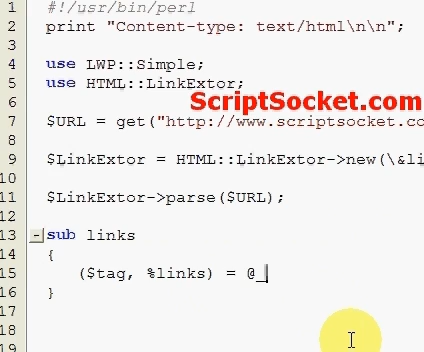 1 #!/usr/bin/perl
2 print "Content-type: text/html\n\n";
3
4 use LWP::Simple;
5 use HTML::LinkExtor;
6
ScriptSocket.com
7 $URL = get("http://www.scriptsocket.co
8
9 $LinkExtor = HTML::LinkExtor->new(\&li
10
11 $LinkExtor->parse($URL);
12
13 sub links
14 {
15 ($tag, %links) = @_
16 }
17
18
19